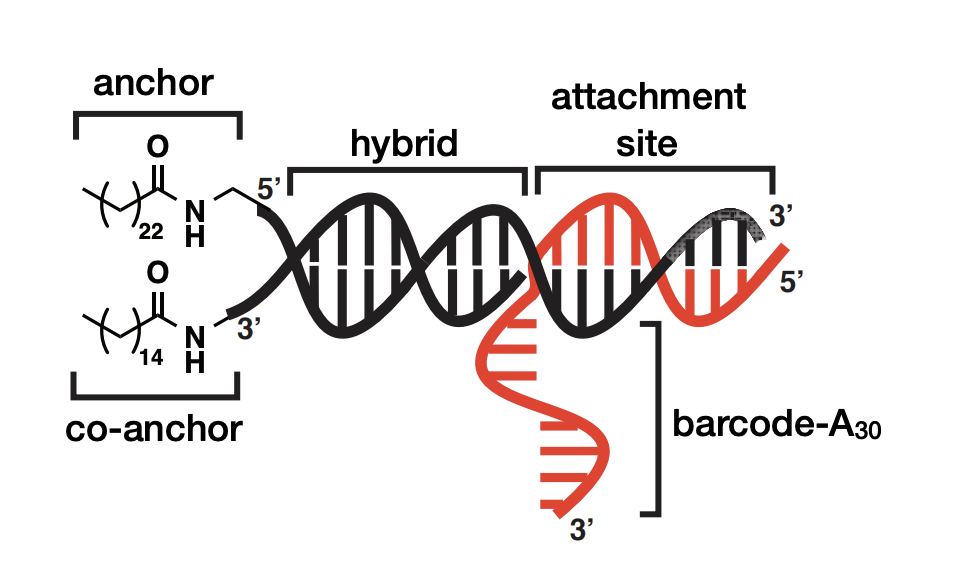 anchor
O
22
N
H
5’
hybrid
attachment
site
3’
5’
O
14
N
H
3’
co-anchor
barcode-A30
3’